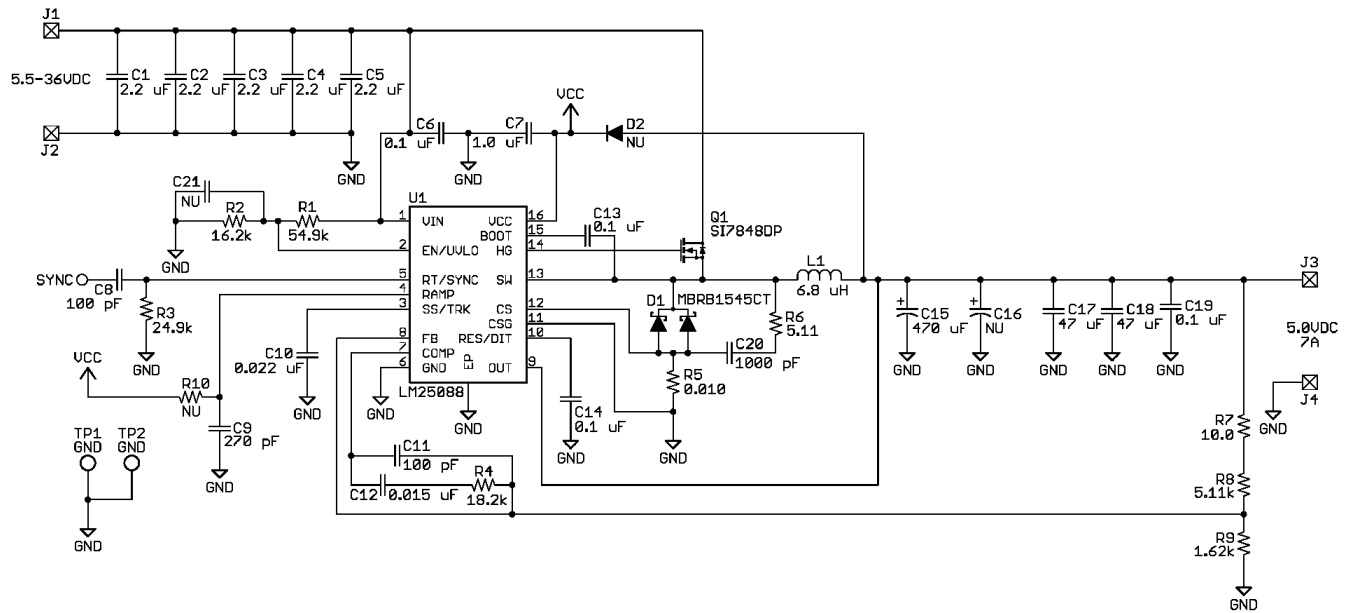 J1
5.5-36VDC
C1
2.2 uF
C2
2.2 uF
C3
2.2 uF
C4
2.2 uF
C5
2.2 uF
J2
GND
C6
0.1 uF
GND
C7
1.0 uF
VCC
D2
NU
C21
NU
R2
16.2k
R1
54.9k
GND
U1
1 VIN
2 EN/UVLO
5 RT/SYNC
4 RAMP
3 SS/TRK
8 FB
7 COMP
6 GND
EP
VCC 16
BOOT 15
HG 14
SW 13
CS 12
CSG 11
RES/DIT 10
OUT 9
LM25088
GND
GND
C13
0.1 uF
Q1
SI7848DP
L1
6.8 uH
D1
MBRB1545CT
R6
5.11
C20
1000 pF
R5
0.010
GND
C14
0.1 uF
GND
SYNC
C8
100 pF
R3
24.9k
GND
C10
0.022 uF
GND
VCC
R10
NU
C9
270 pF
GND
TP1
GND
TP2
GND
GND
C11
100 pF
C12
0.015 uF
R4
18.2k
C15
470 uF
GND
C16
NU
GND
C17
47 uF
GND
C18
47 uF
GND
C19
0.1 uF
GND
J3
5.0VDC
7A
J4
GND
R7
10.0
R8
5.11k
R9
1.62k
GND